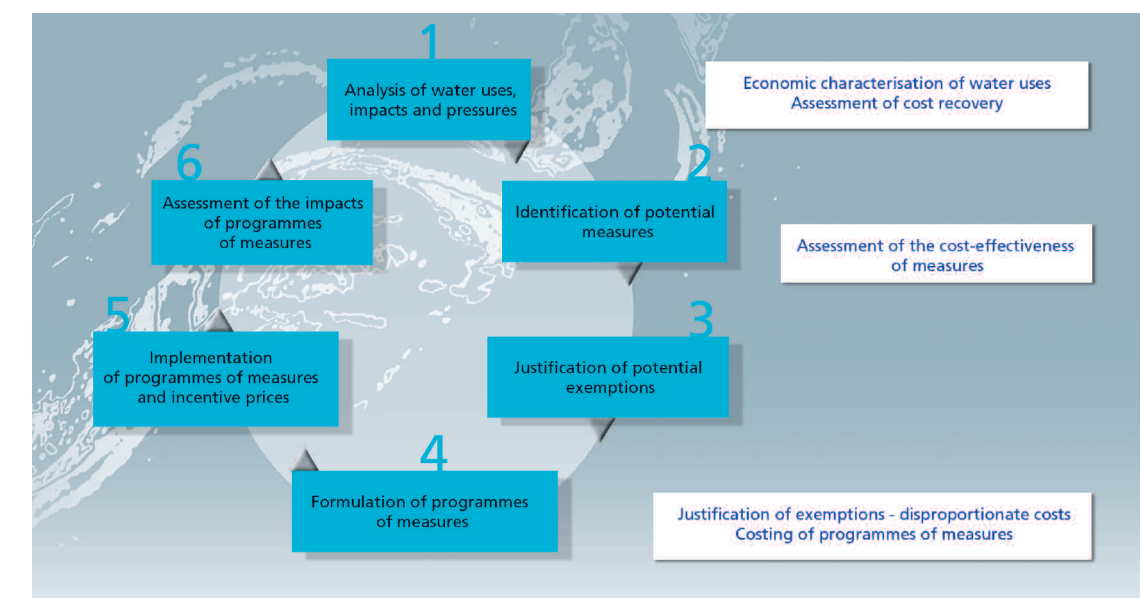 1
Analysis of water uses,
impacts and pressures
Economic characterisation of water uses
Assessment of cost recovery
2
Identification of potential
measures
Assessment of the cost-effectiveness
of measures
3
Justification of potential
exemptions
4
Formulation of programmes
of measures
Justification of exemptions - disproportionate costs
Costing of programmes of measures
5
Implementation
of programmes of measures
and incentive prices
6
Assessment of the impacts
of programmes
of measures